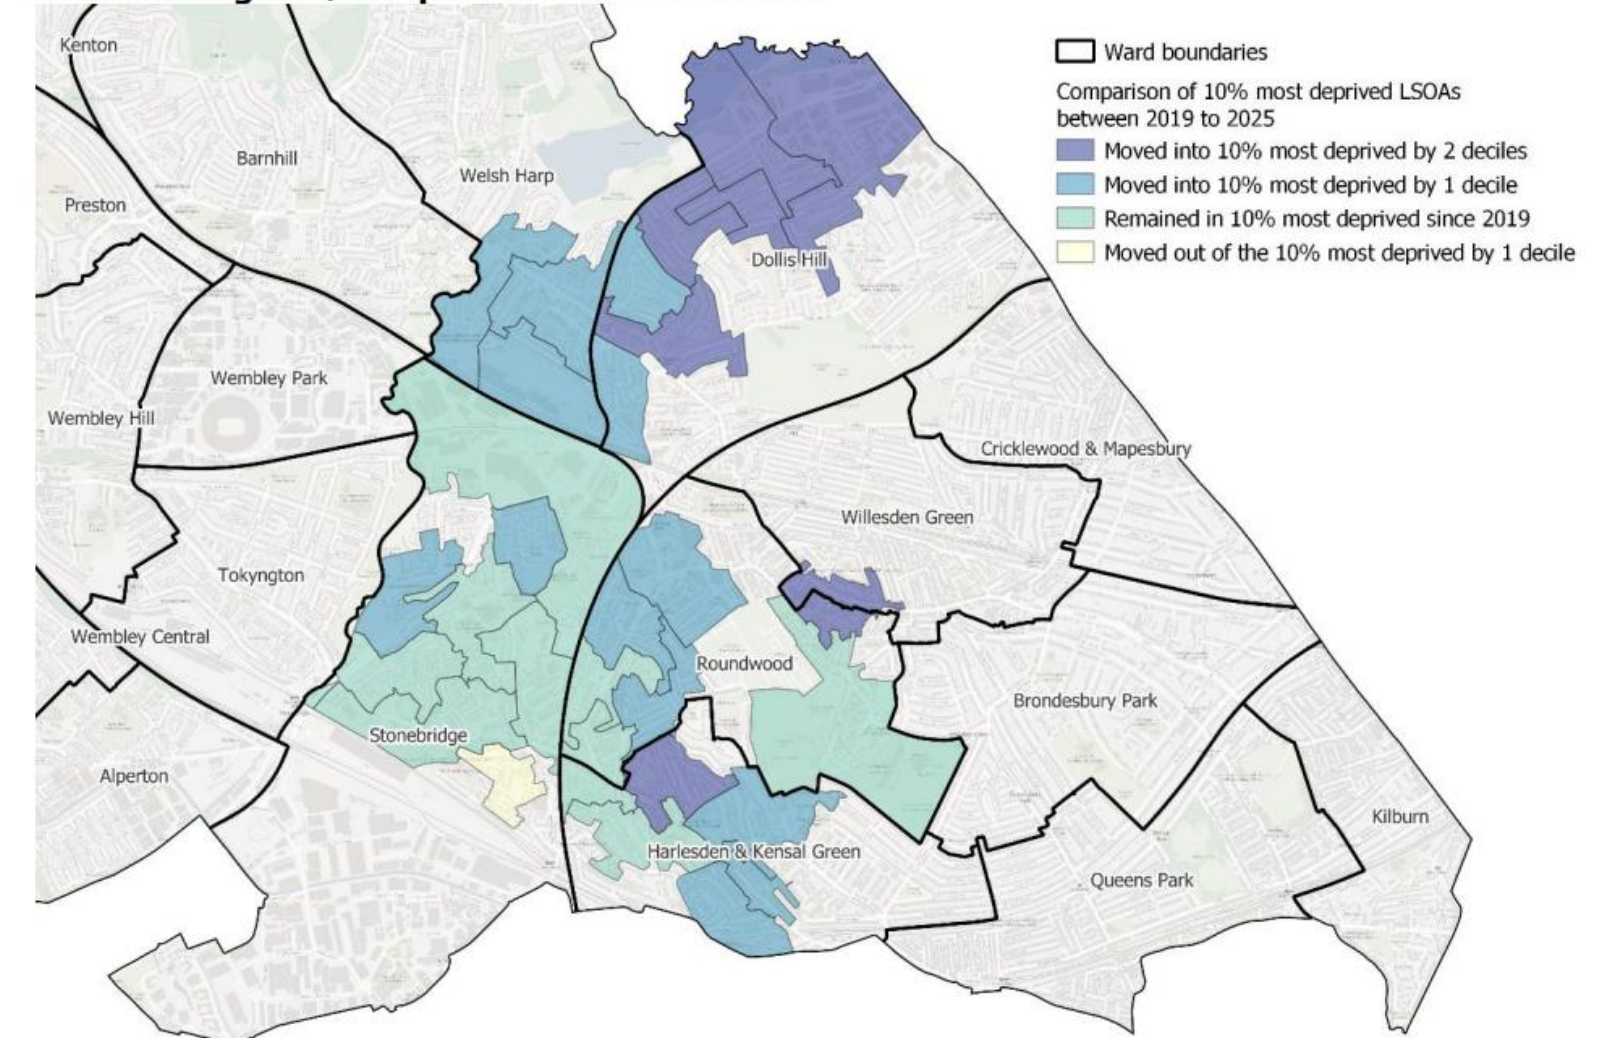 Kenton
Barnhill
Preston
Welsh Harp
Dollis Hill
Wembley Park
Wembley Hill
Cricklewood & Mapesbury
Willesden Green
Tokyngton
Wembley Central
Roundwood
Brondesbury Park
Stonebridge
Alperton
Kilburn
Harlesden & Kensal Green
Queens Park
Ward boundaries
Comparison of 10% most deprived LSOAs
between 2019 to 2025
Moved into 10% most deprived by 2 deciles
Moved into 10% most deprived by 1 decile
Remained in 10% most deprived since 2019
Moved out of the 10% most deprived by 1 decile